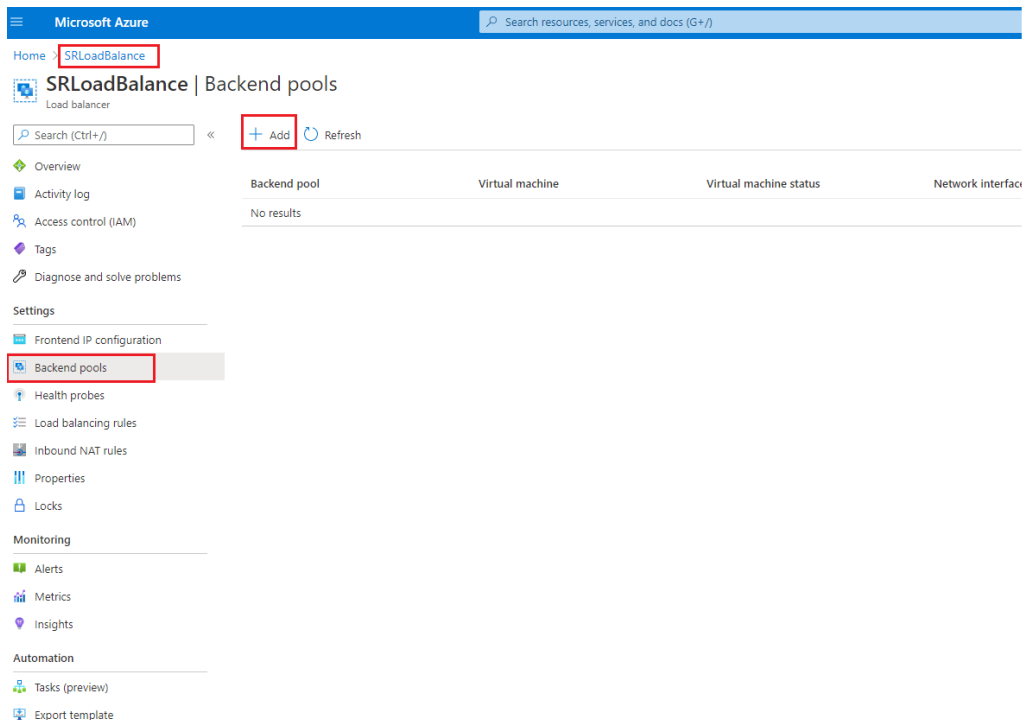 Microsoft Azure
Search resources, services, and docs (G+/)
Home > SRLoadBalance
SRLoadBalance | Backend pools
Load balancer
Search (Ctrl+/) «
+ Add Refresh
Overview
Activity log
Access control (IAM)
Tags
Diagnose and solve problems
Settings
Frontend IP configuration
Backend pools
Health probes
Load balancing rules
Inbound NAT rules
Properties
Locks
Monitoring
Alerts
Metrics
Insights
Automation
Tasks (preview)
Export template
Backend pool Virtual machine Virtual machine status Network interface
No results